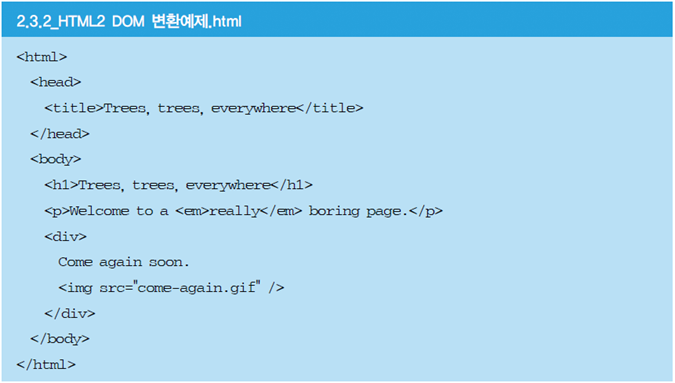 2.3.2_HTML2 DOM 변환예제.html
<html>
<head>
<title>Trees, trees, everywhere</title>
</head>
<body>
<h1>Trees, trees, everywhere</h1>
<p>Welcome to a <em>really</em> boring page.</p>
<div>
Come again soon.
<img src="come-again.gif" />
</div>
</body>
</html>